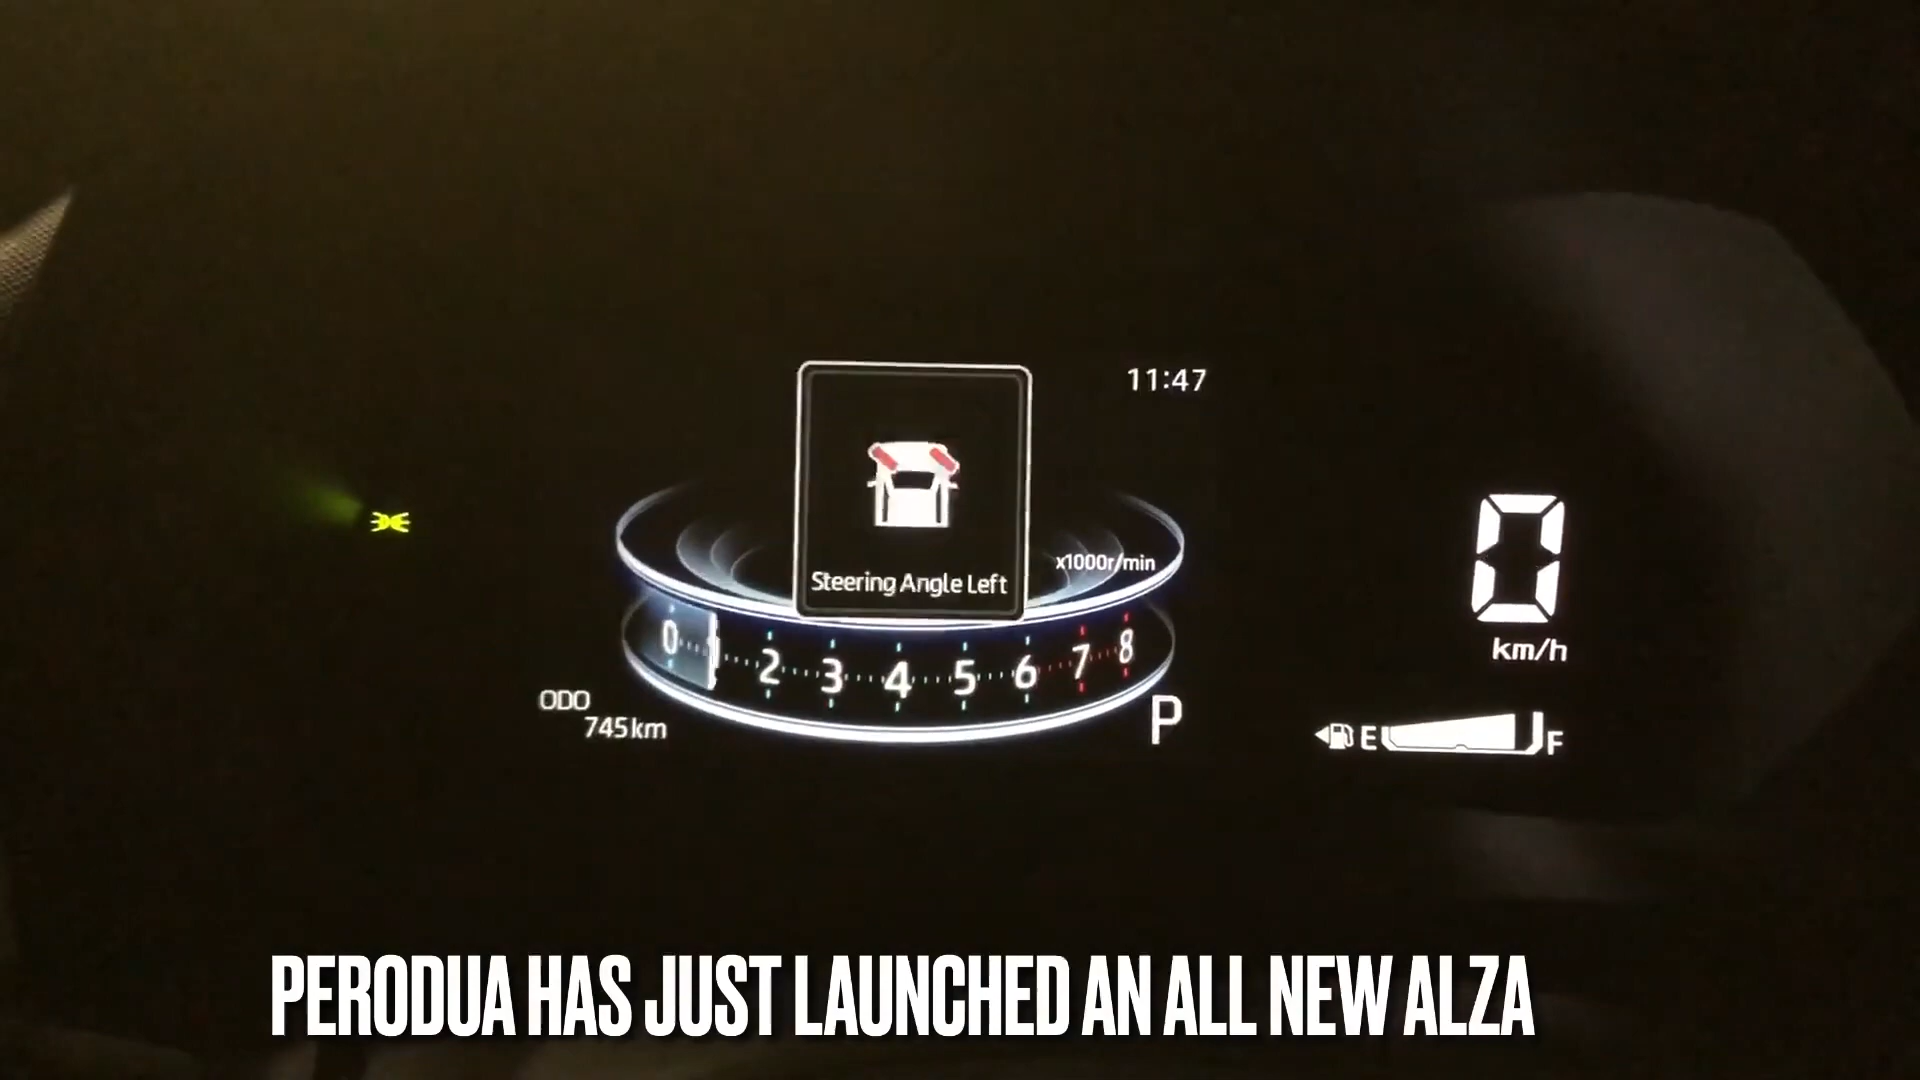 11:47
Steering Angle Left
x1000r/min
0
km/h
0 2 3 4 5 6 7 8
ODO
745km
P
E F
PERODUA HAS JUST LAUNCHED AN ALL NEW ALZA